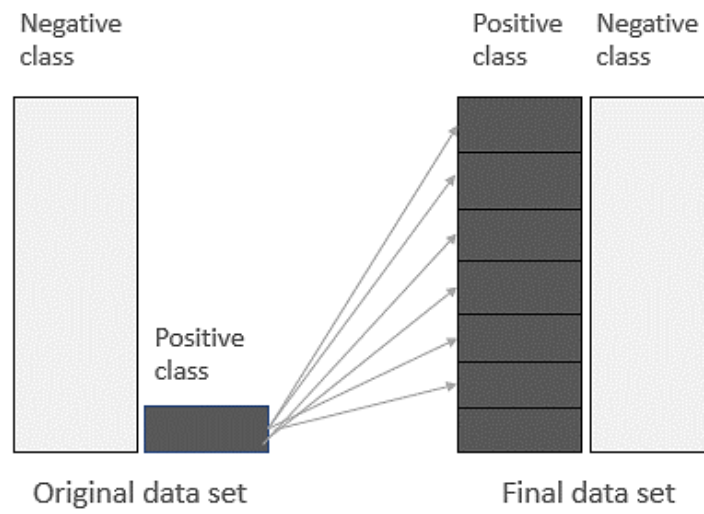 Negative
class
Positive
class
Original data set
Positive
class
Negative
class
Final data set